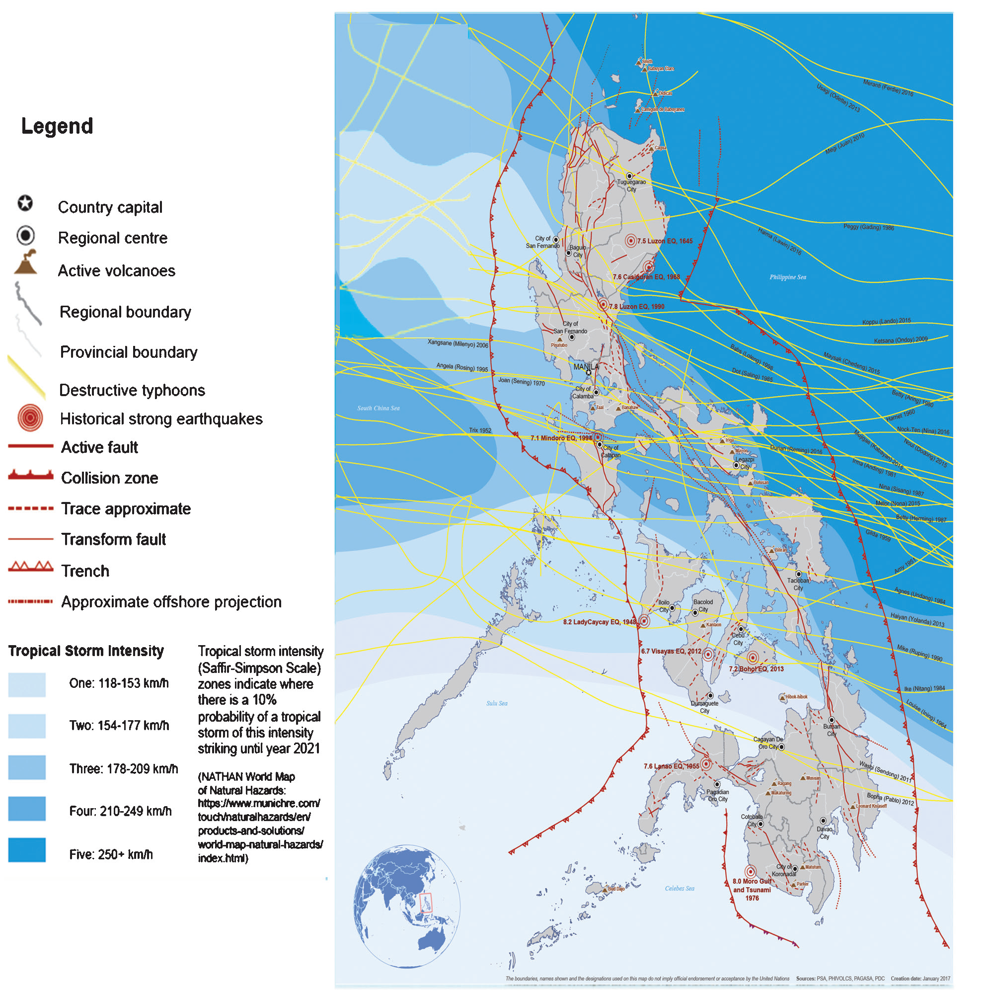 Legend
Country capital
Regional centre
Active volcanoes
Regional boundary
Provincial boundary
Destructive typhoons
Historical strong earthquakes
Active fault
Collision zone
Trace approximate
Transform fault
Trench
Approximate offshore projection
Tropical Storm Intensity
One: 118-153 km/h
Two: 154-177 km/h
Three: 178-209 km/h
Four: 210-249 km/h
Five: 250+ km/h
Tropical storm intensity
(Saffir-Simpson Scale)
zones indicate where
there is a 10%
probability of a tropical
storm of this intensity
striking until year 2021
(NATHAN World Map
of Natural Hazards:
https://www.munichre.com/
touch/naturalhazards/en/
products-and-solutions/
world-map-natural-hazards/
index.html)
Smith
Babuyan Claro
Didicas
Camiguin de Babuyanes
Meranti (Ferdie) 2016
Usagi (Odette) 2013
Megi (Juan) 2010
Cagua
Tuguegarao
City
Peggy (Gading) 1986
Haima (Lawin) 2016
City of
San Fernando
Baguio
City
7.5 Luzon EQ, 1645
7.6 Casiguran EQ, 1968
Philippine Sea
7.8 Luzon EQ, 1990
City of
San Fernando
Pinatubo
Koppu (Lando) 2015
Ketsana (Ondoy) 2009
Xangsane (Milenyo) 2006
Babs (Loleng) 1998
Maysak (Chedeng) 2015
Angela (Rosing) 1995
MANILA
Dot (Saling) 1985
Joan (Sening) 1970
City of
Calamba
Betty (Aring) 1980
South China Sea
Taal
Banahaw
Harriet 1960
Trix 1952
Nock-Ten (Nina) 2016
7.1 Mindoro EQ, 1994
City of
Calapan
Iriga
Mayon
Mujigae (Kabayan) 2015
Noul (Dodong) 2015
Durian (Reming) 2016
Legazpi
City
Irma (Anding) 1981
Bulusan
Nina (Sisang) 1987
Melor (Nona) 2015
Betty (Herming) 1987
Gilda 1959
Biliran
Amy 1951
Tacloban
City
Agnes (Undang) 1984
Iloilo
City
Bacolod
City
8.2 LadyCaycay EQ, 1948
Kanlaon
Haiyan (Yolanda) 2013
Cebu
City
6.7 Visayas EQ, 2012
Mike (Ruping) 1990
7.2 Bohol EQ, 2013
Ike (Nitang) 1984
Sulu Sea
Dumaguete
City
Hibok-hibok
Louise (Ining) 1964
Butuan
City
Cagayan De
Oro City
7.6 Lanao EQ, 1955
Washi (Sendong) 2011
Musuan
Ragang
Makaturing
Pagadian
Oro City
Bopha (Pablo) 2012
Leonard Kniaseff
Cotobato
City
Davao
City
City of
Koronadal
Matutum
8.0 Moro Gulf
and Tsunami
1976
Parker
Bud Dajo
Celebes Sea
The boundaries, names shown and the designations used on this map do not imply official endorsement or acceptance by the United Nations Sources: PSA, PHIVOLCS, PAGASA, PDC Creation date: January 2017